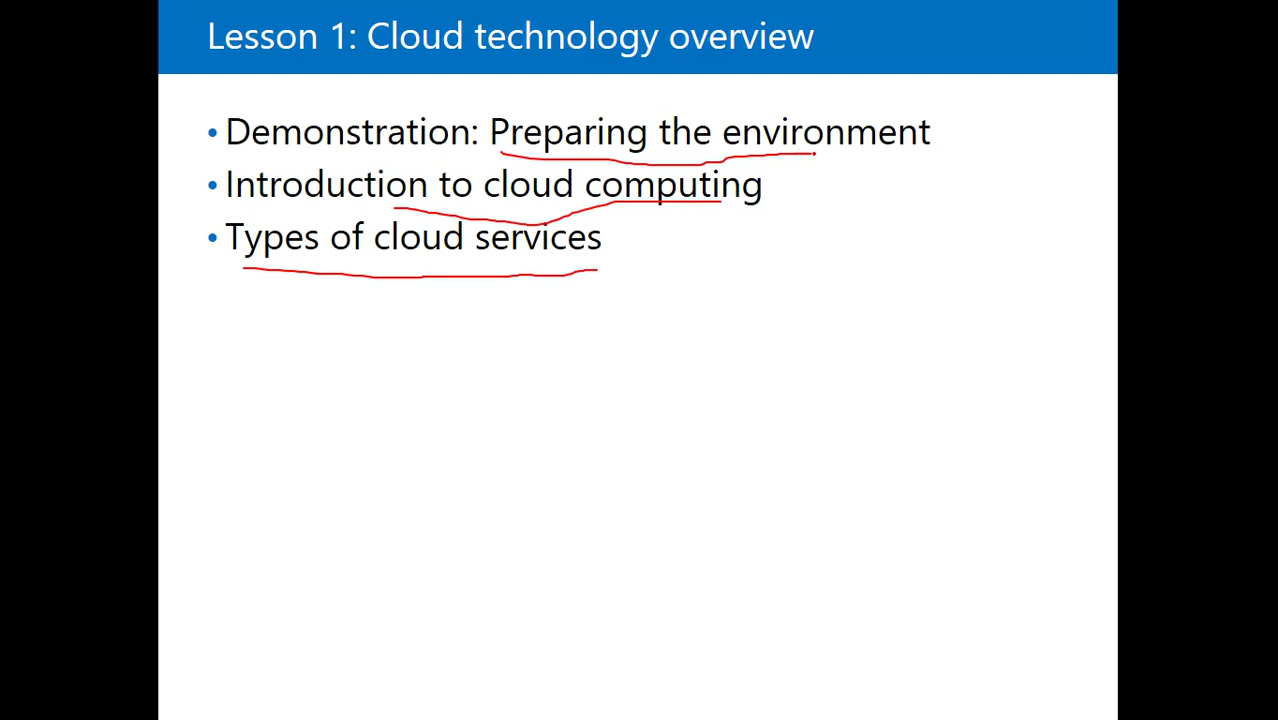 Lesson 1: Cloud technology overview
• Demonstration: Preparing the environment
• Introduction to cloud computing
• Types of cloud services